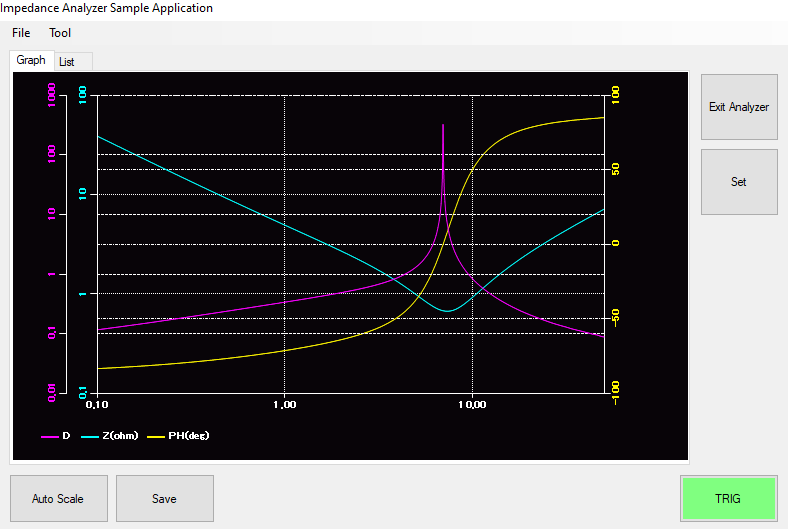 Impedance Analyzer Sample Application
File Tool
Graph List
1000 100 100
100 50
10
10 0
1
1
-50
0.1
0.01 0.1 -100
0.10 1.00 10.00
D Z(ohm) PH(deg)
Exit Analyzer
Set
Auto Scale Save TRIG